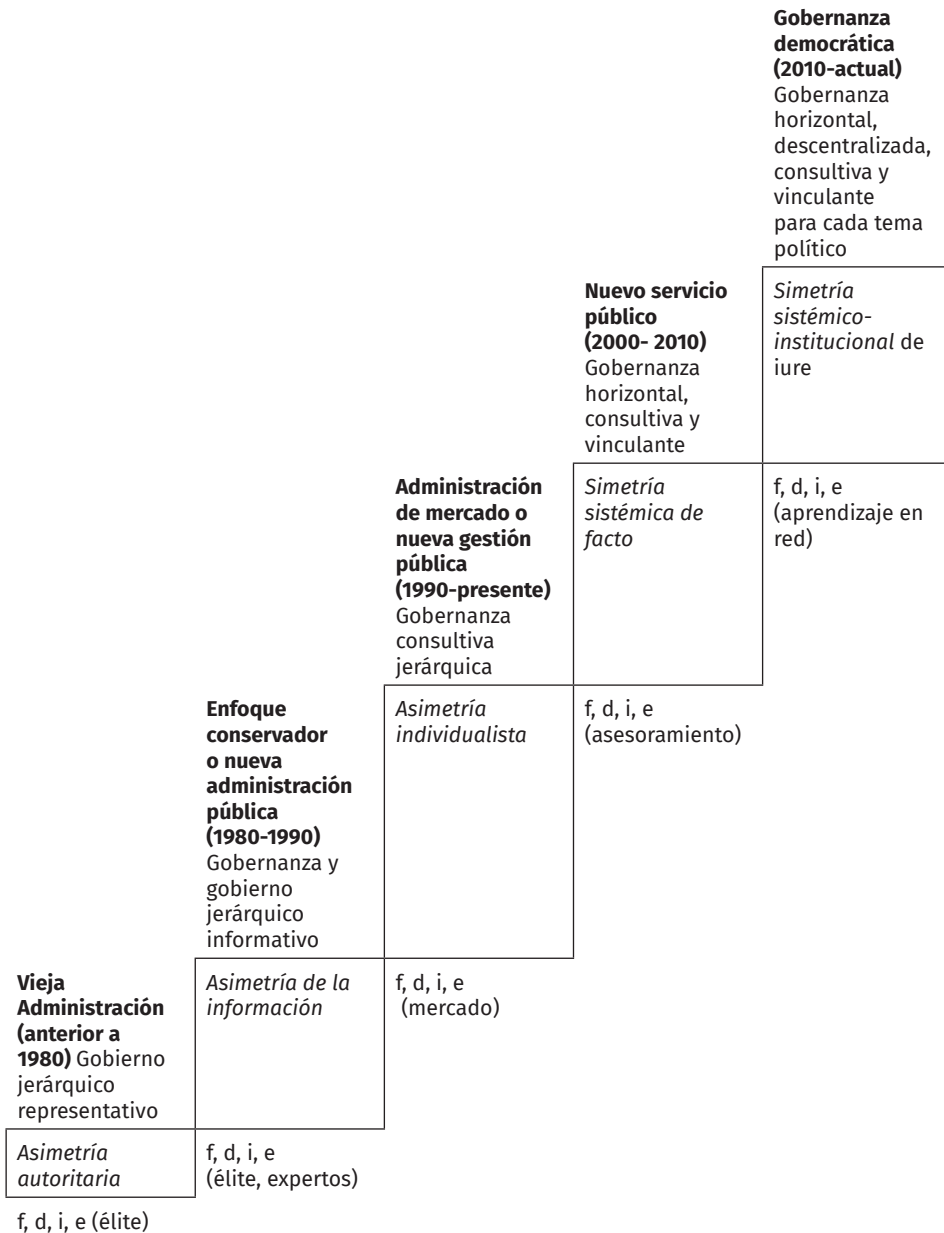 Gobernanza
democrática
(2010-actual)
Gobernanza
horizontal,
descentralizada,
consultiva y
vinculante
para cada tema
político
Nuevo servicio
público
(2000- 2010)
Gobernanza
horizontal,
consultiva y
vinculante
Simetría
sistémico-
institucional de
iure
Administración
de mercado o
nueva gestión
pública
(1990-presente)
Gobernanza
consultiva
jerárquica
Simetría
sistémica de
facto
f, d, i, e
(aprendizaje en
red)
Enfoque
conservador
o nueva
administración
pública
(1980-1990)
Gobernanza y
gobierno
jerárquico
informativo
Asimetría
individualista
f, d, i, e
(asesoramiento)
Vieja
Administración
(anterior a
1980) Gobierno
jerárquico
representativo
Asimetría de la
información
f, d, i, e
(mercado)
Asimetría
autoritaria
f, d, i, e
(élite, expertos)
f, d, i, e (élite)